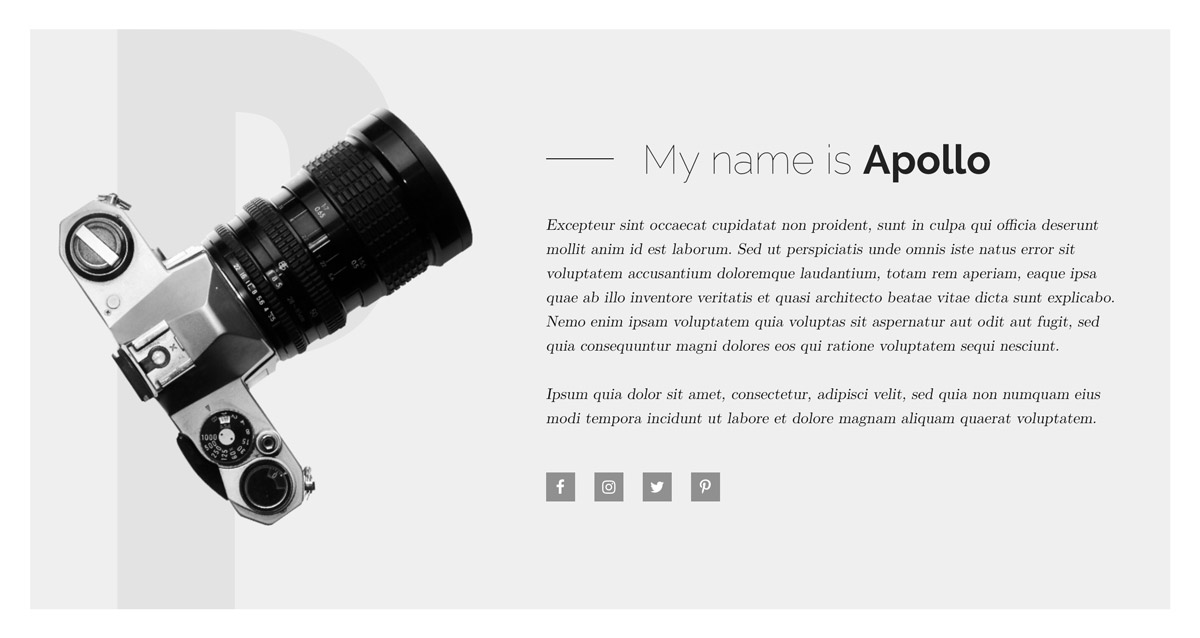 My name is Apollo
Excepteur sint occaecat cupidatat non proident, sunt in culpa qui officia deserunt
mollit anim id est laborum. Sed ut perspiciatis unde omnis iste natus error sit
voluptatem accusantium doloremque laudantium, totam rem aperiam, eaque ipsa
quae ab illo inventore veritatis et quasi architecto beatae vitae dicta sunt explicabo.
Nemo enim ipsam voluptatem quia voluptas sit aspernatur aut odit aut fugit, sed
quia consequuntur magni dolores eos qui ratione voluptatem sequi nesciunt.
Ipsum quia dolor sit amet, consectetur, adipisci velit, sed quia non numquam eius
modi tempora incidunt ut labore et dolore magnam aliquam quaerat voluptatem.